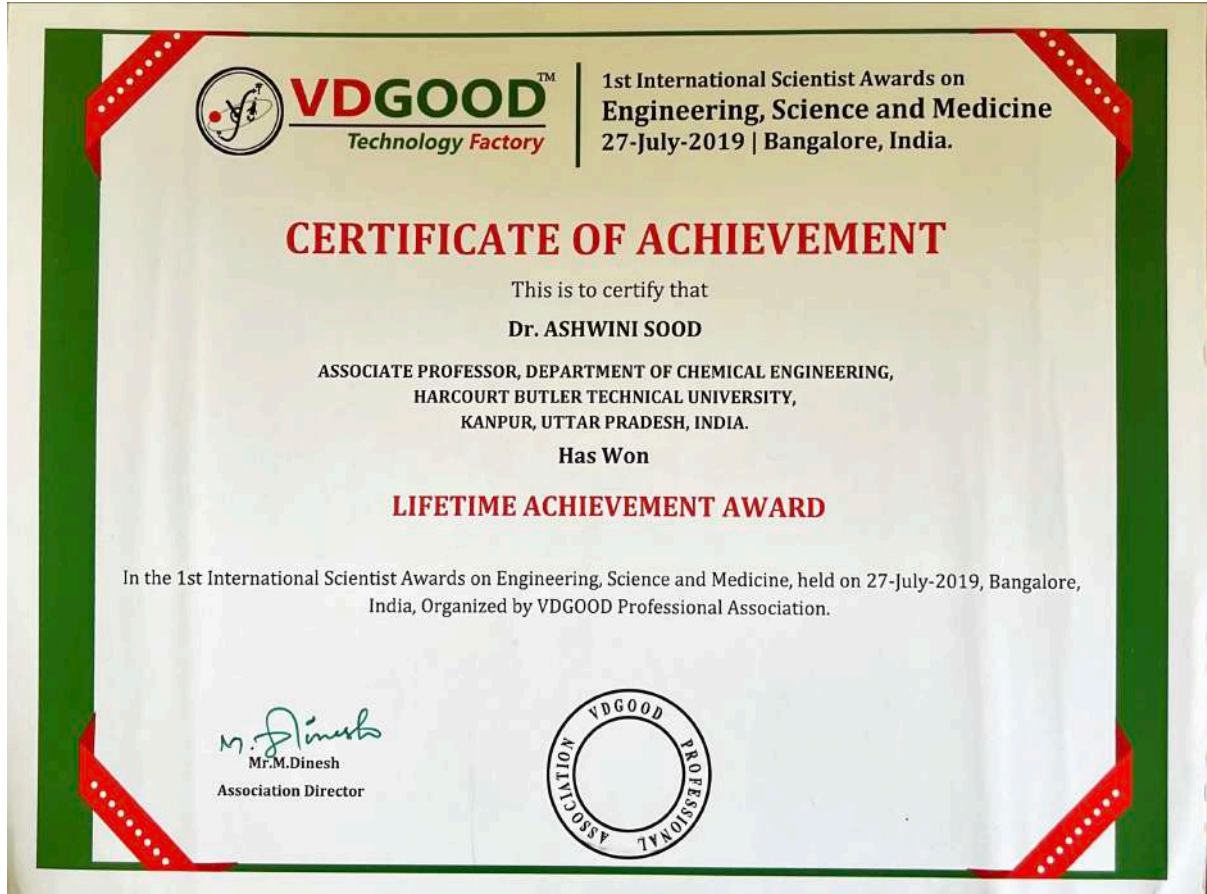 VDGOOD™
Technology Factory
1st International Scientist Awards on
Engineering, Science and Medicine
27-July-2019 | Bangalore, India.
CERTIFICATE OF ACHIEVEMENT
This is to certify that
Dr. ASHWINI SOOD
ASSOCIATE PROFESSOR, DEPARTMENT OF CHEMICAL ENGINEERING,
HARCOURT BUTLER TECHNICAL UNIVERSITY,
KANPUR, UTTAR PRADESH, INDIA.
Has Won
LIFETIME ACHIEVEMENT AWARD
In the 1st International Scientist Awards on Engineering, Science and Medicine, held on 27-July-2019, Bangalore,
India, Organized by VDGOOD Professional Association.
M. Dinesh
Mr.M.Dinesh
Association Director
VDGOOD PROFESSIONAL ASSOCIATION